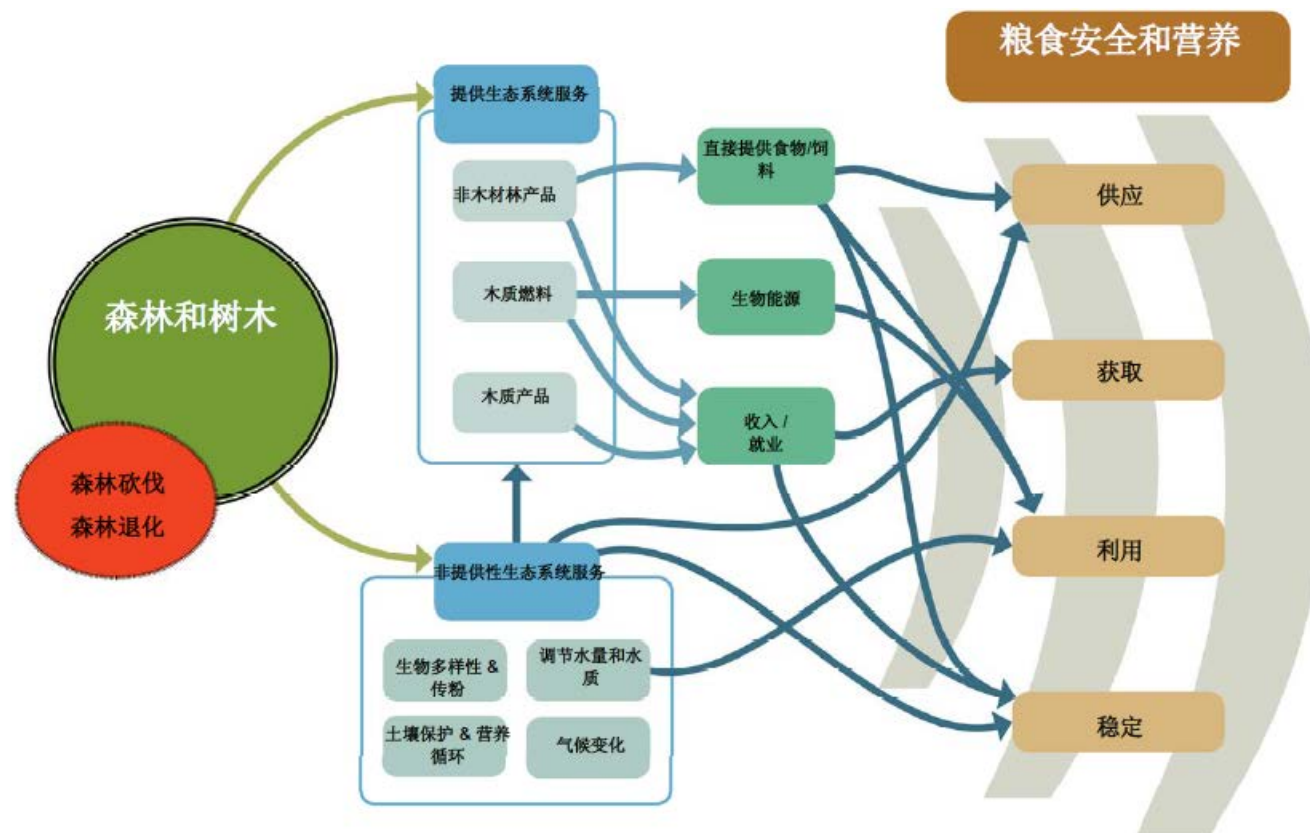 粮食安全和营养
提供生态系统服务
直接提供食物/饲
料
供应
非木材林产品
木质燃料
生物能源
森林和树木
获取
木质产品
收入 /
就业
森林砍伐
森林退化
利用
非提供性生态系统服务
生物多样性 &
传粉
调节水量和水
质
土壤保护 & 营养
循环
气候变化
稳定